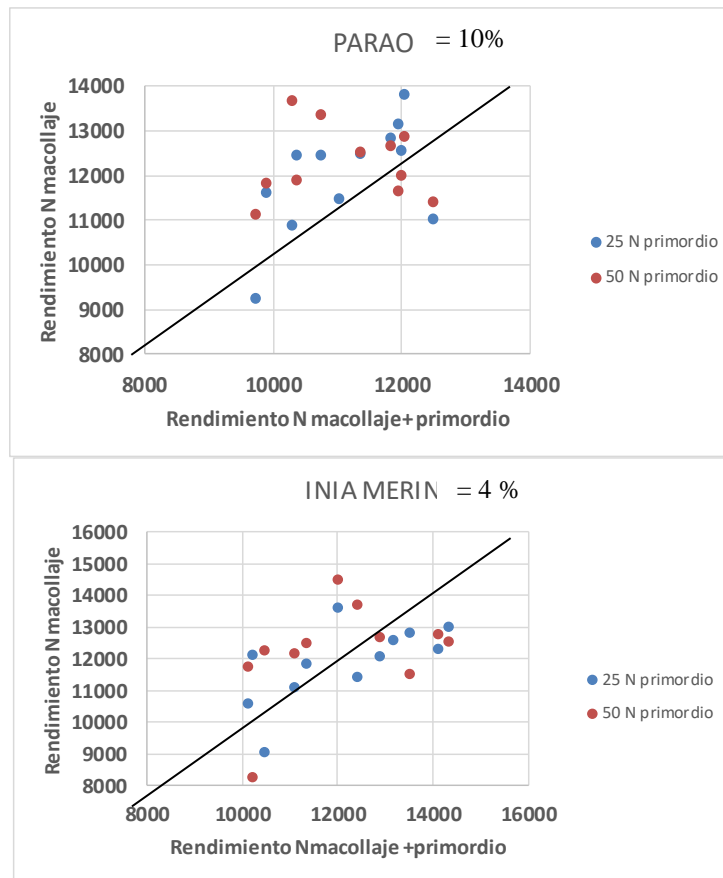 PARAO = 10%
14000
13000
12000
11000
10000
9000
8000
8000 10000 12000 14000
Rendimiento N macollaje
Rendimiento N macollaje+primordio
25 N primordio
50 N primordio
INIA MERIN = 4 %
16000
15000
14000
13000
12000
11000
10000
9000
8000
8000 10000 12000 14000 16000
Rendimiento Nmacollaje
Rendimiento Nmacollaje +primordio
25 N primordio
50 N primordio